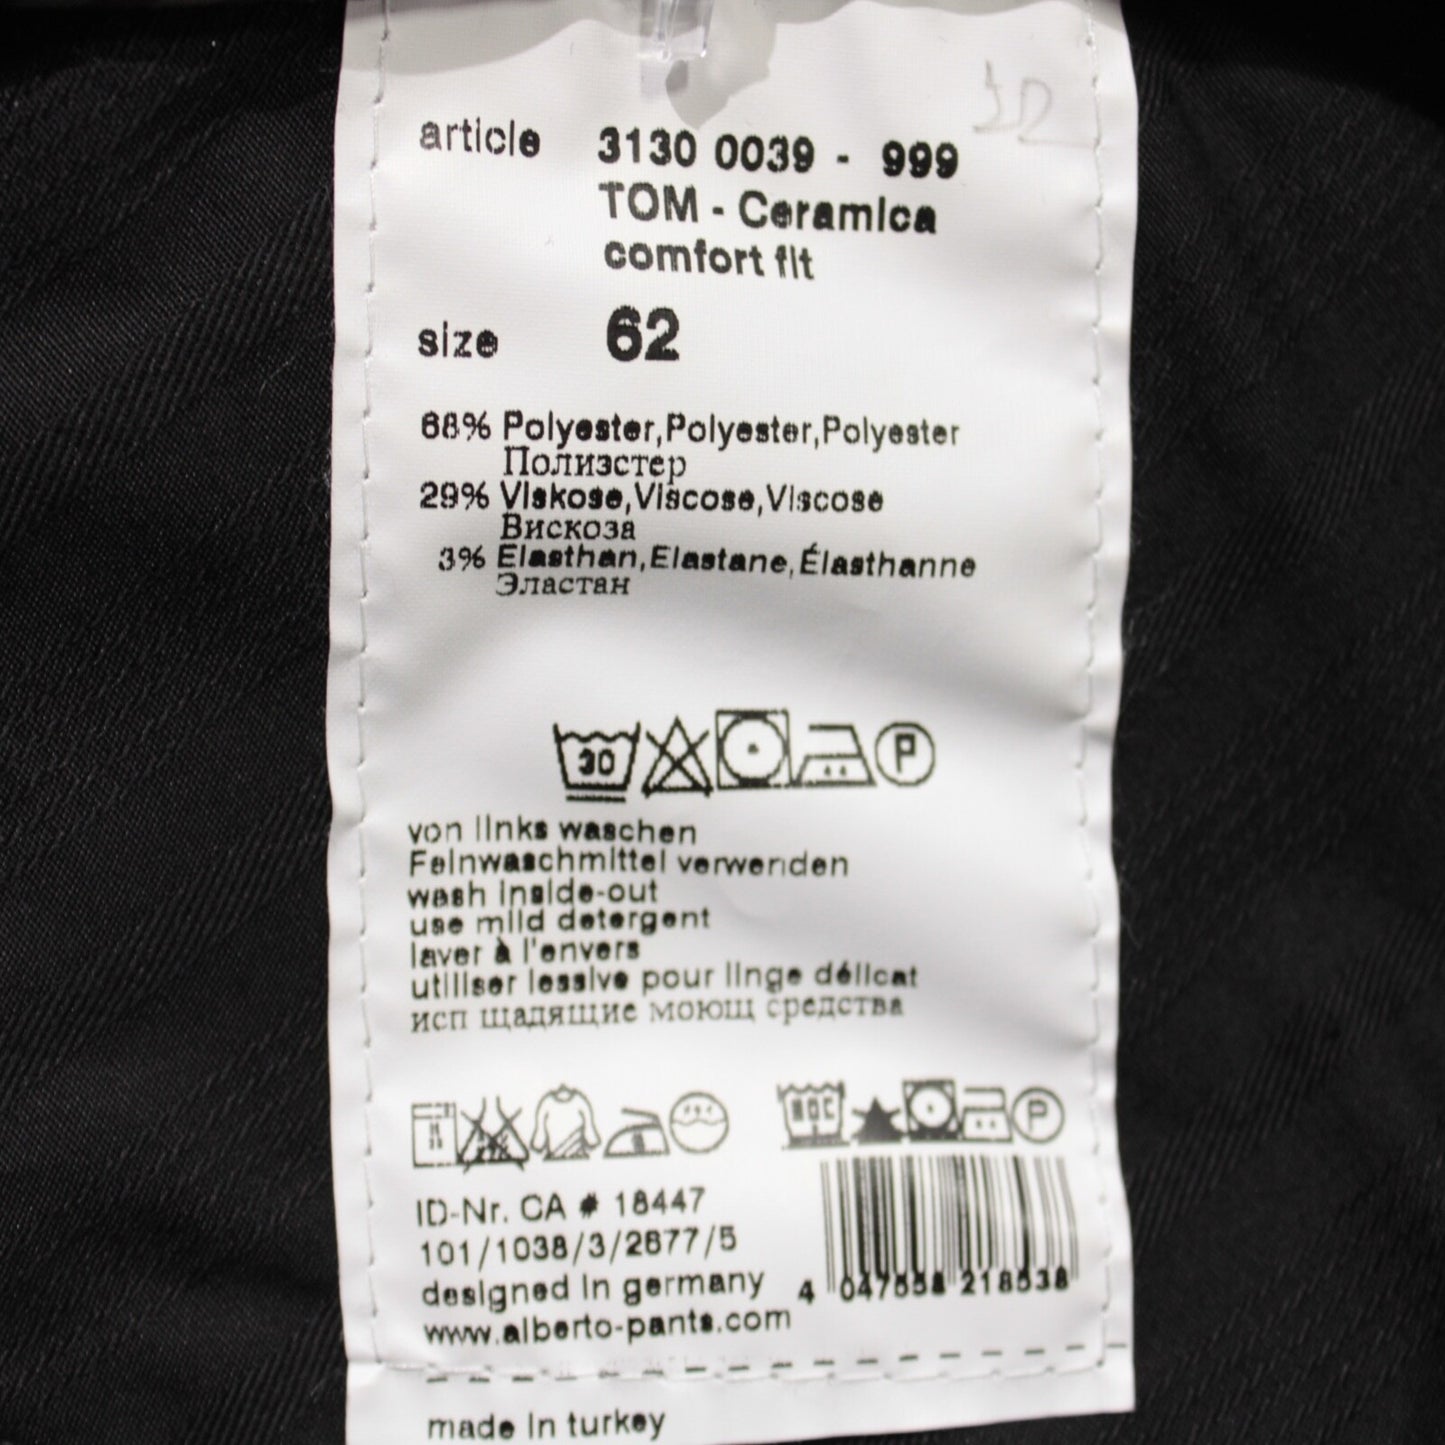 article 3130 0039 - 999
TOM - Ceramica
comfort fit
size 62
68% Polyester,Polyester,Polyester
Полиэстер
29% Viskose,Viscose,Viscose
Вискоза
3% Elasthan,Elastane,Élasthanne
Эластан
30 P
von links waschen
Feinwaschmittel verwenden
wash inside-out
use mild detergent
laver à l'envers
utiliser lessive pour linge délicat
исп щадящие моющ средства
P
ID-Nr. CA # 18447
101/1038/3/2677/5
designed in germany
www.alberto-pants.com
made in turkey